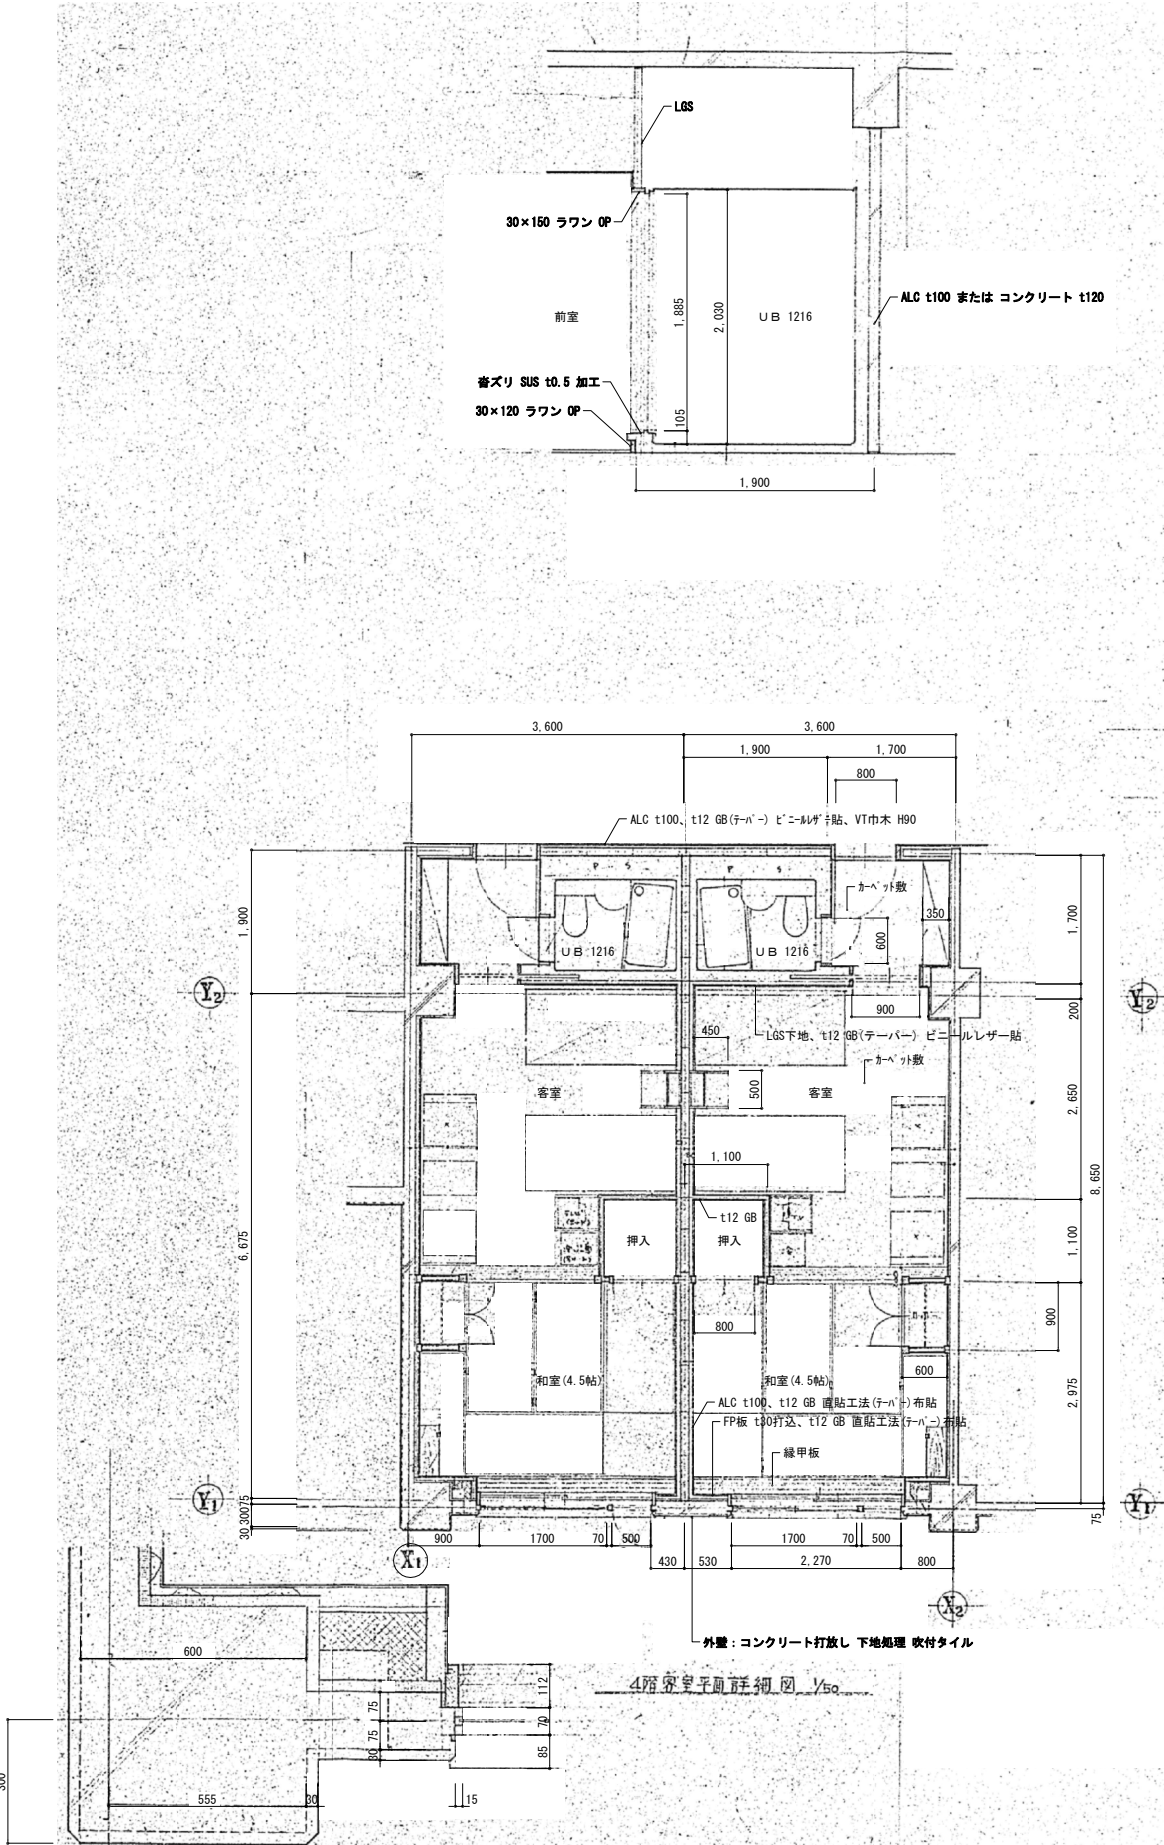 LGS
30×150 ラワン OP
ALC t100 または コンクリート t120
1,885
2,030
UB 1216
前室
沓ズリ SUS t0.5 加工
30×120 ラワン OP
105
1,900
3,600
3,600
1,900
1,700
800
ALC t100、t12 GB(テーパー) ビニールレザー貼、VT巾木 H90
P S
P S
カーペット敷
350
1,900
1,700
UB 1216
UB 1216
600
Y2
Y2
200
900
450
LGS下地、t12 GB(テーパー) ビニールレザー貼
カーペット敷
客室
500
客室
2,650
8,650
1,100
6,675
t12 GB
押入
押入
1,100
900
800
和室(4.5帖)
和室(4.5帖)
600
2,975
ALC t100、t12 GB 直貼工法(テーパー)布貼
FP板 t30打込、t12 GB 直貼工法(テーパー)布貼
縁甲板
Y1
Y1
75
300
30
75
900
1700
70
500
1700
70
500
X1
430
530
2,270
800
X2
外壁：コンクリート打放し 下地処理 吹付タイル
4階客室平面詳細図 1/50
600
112
75
70
75
30
85
300
555
30
15